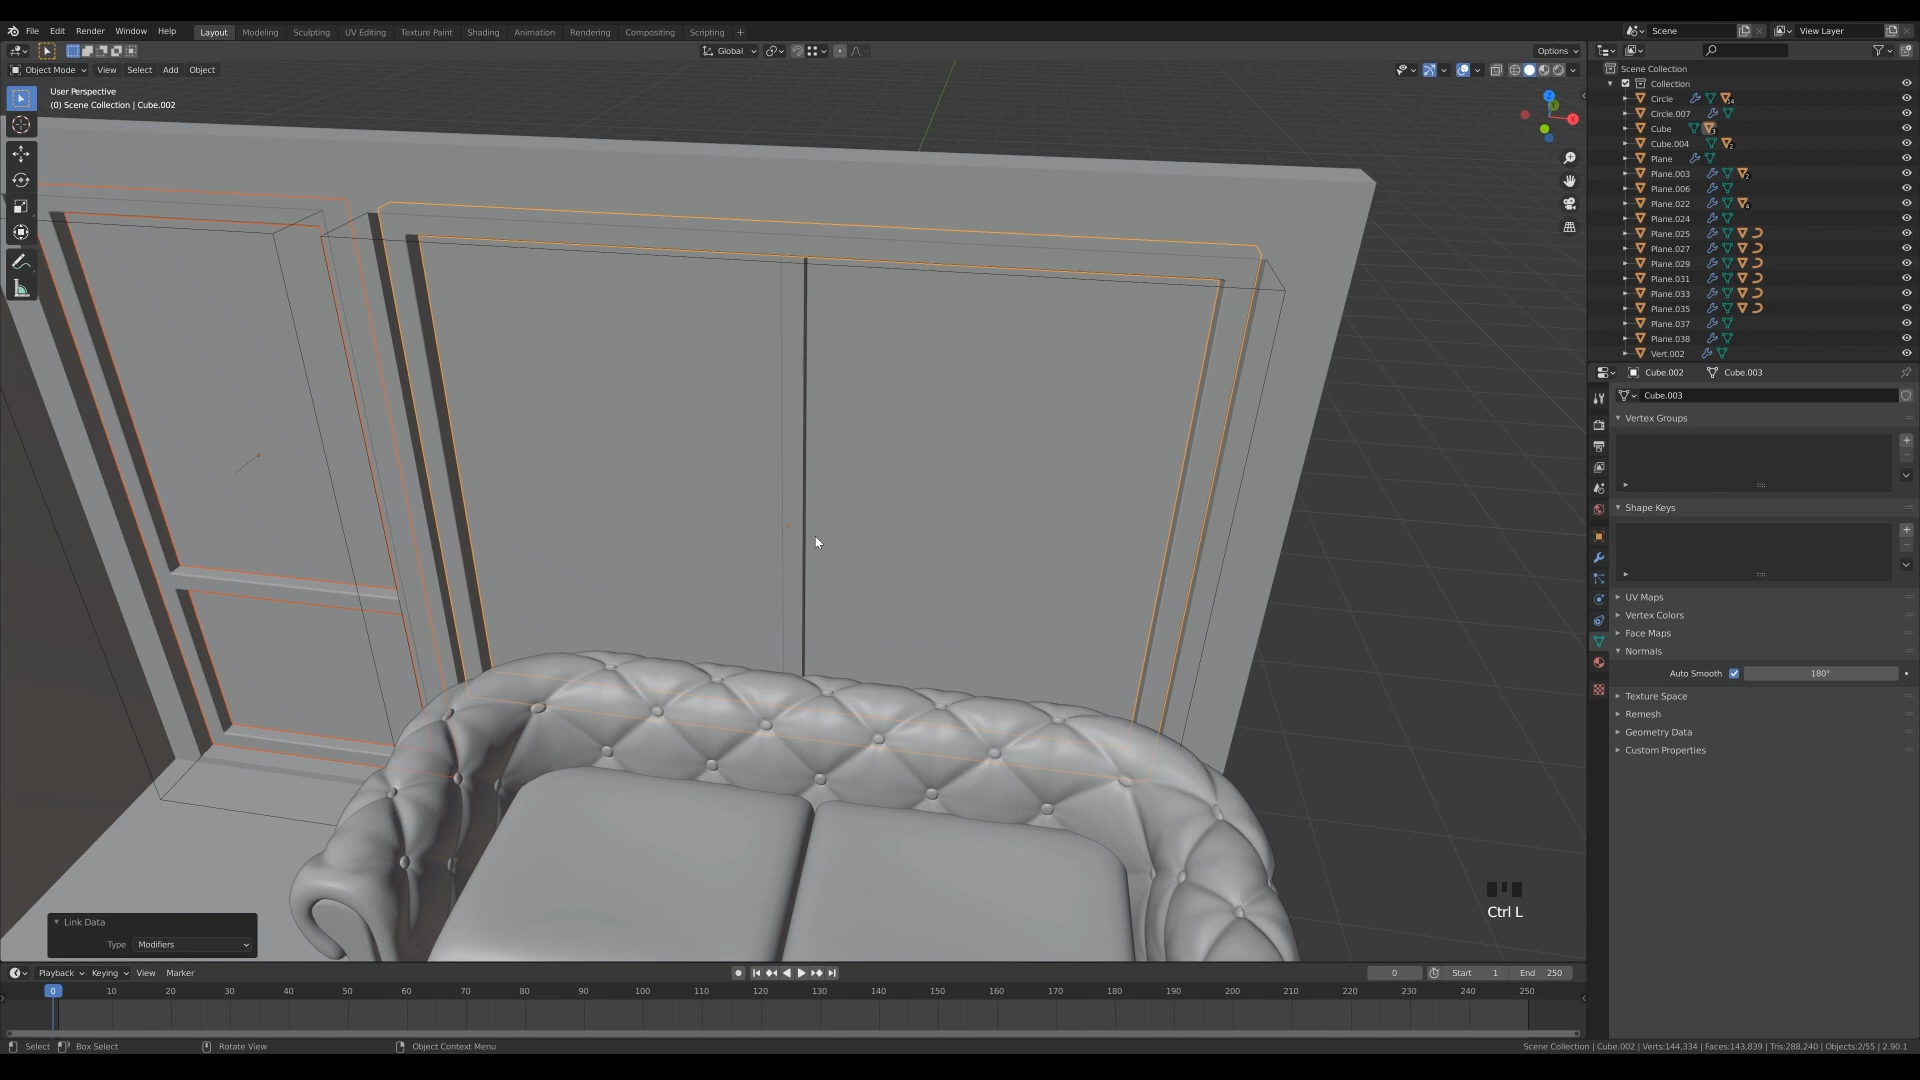 File Edit Render Window Help Layout Modeling Sculpting UV Editing Texture Paint Shading Animation Rendering Compositing Scripting + Scene View Layer
Global Options
Object Mode View Select Add Object
User Perspective
(0) Scene Collection | Cube.002
Scene Collection
Collection
Circle 14
Circle.007
Cube 3
Cube.004 2
Plane
Plane.003 2
Plane.006
Plane.022 4
Plane.024
Plane.025
Plane.027
Plane.029
Plane.031
Plane.033
Plane.035
Plane.037
Plane.038
Vert.002
Cube.002 Cube.003
Cube.003
Vertex Groups
Shape Keys
UV Maps
Vertex Colors
Face Maps
Normals
Auto Smooth 180°
Texture Space
Remesh
Geometry Data
Custom Properties
Z
Y
X
Ctrl L
Link Data
Type Modifiers
Playback Keying View Marker 0 Start 1 End 250
0 10 20 30 40 50 60 70 80 90 100 110 120 130 140 150 160 170 180 190 200 210 220 230 240 250
Select Box Select Rotate View Object Context Menu Scene Collection | Cube.002 | Verts:144,334 | Faces:143,839 | Tris:288,240 | Objects:2/55 | 2.90.1